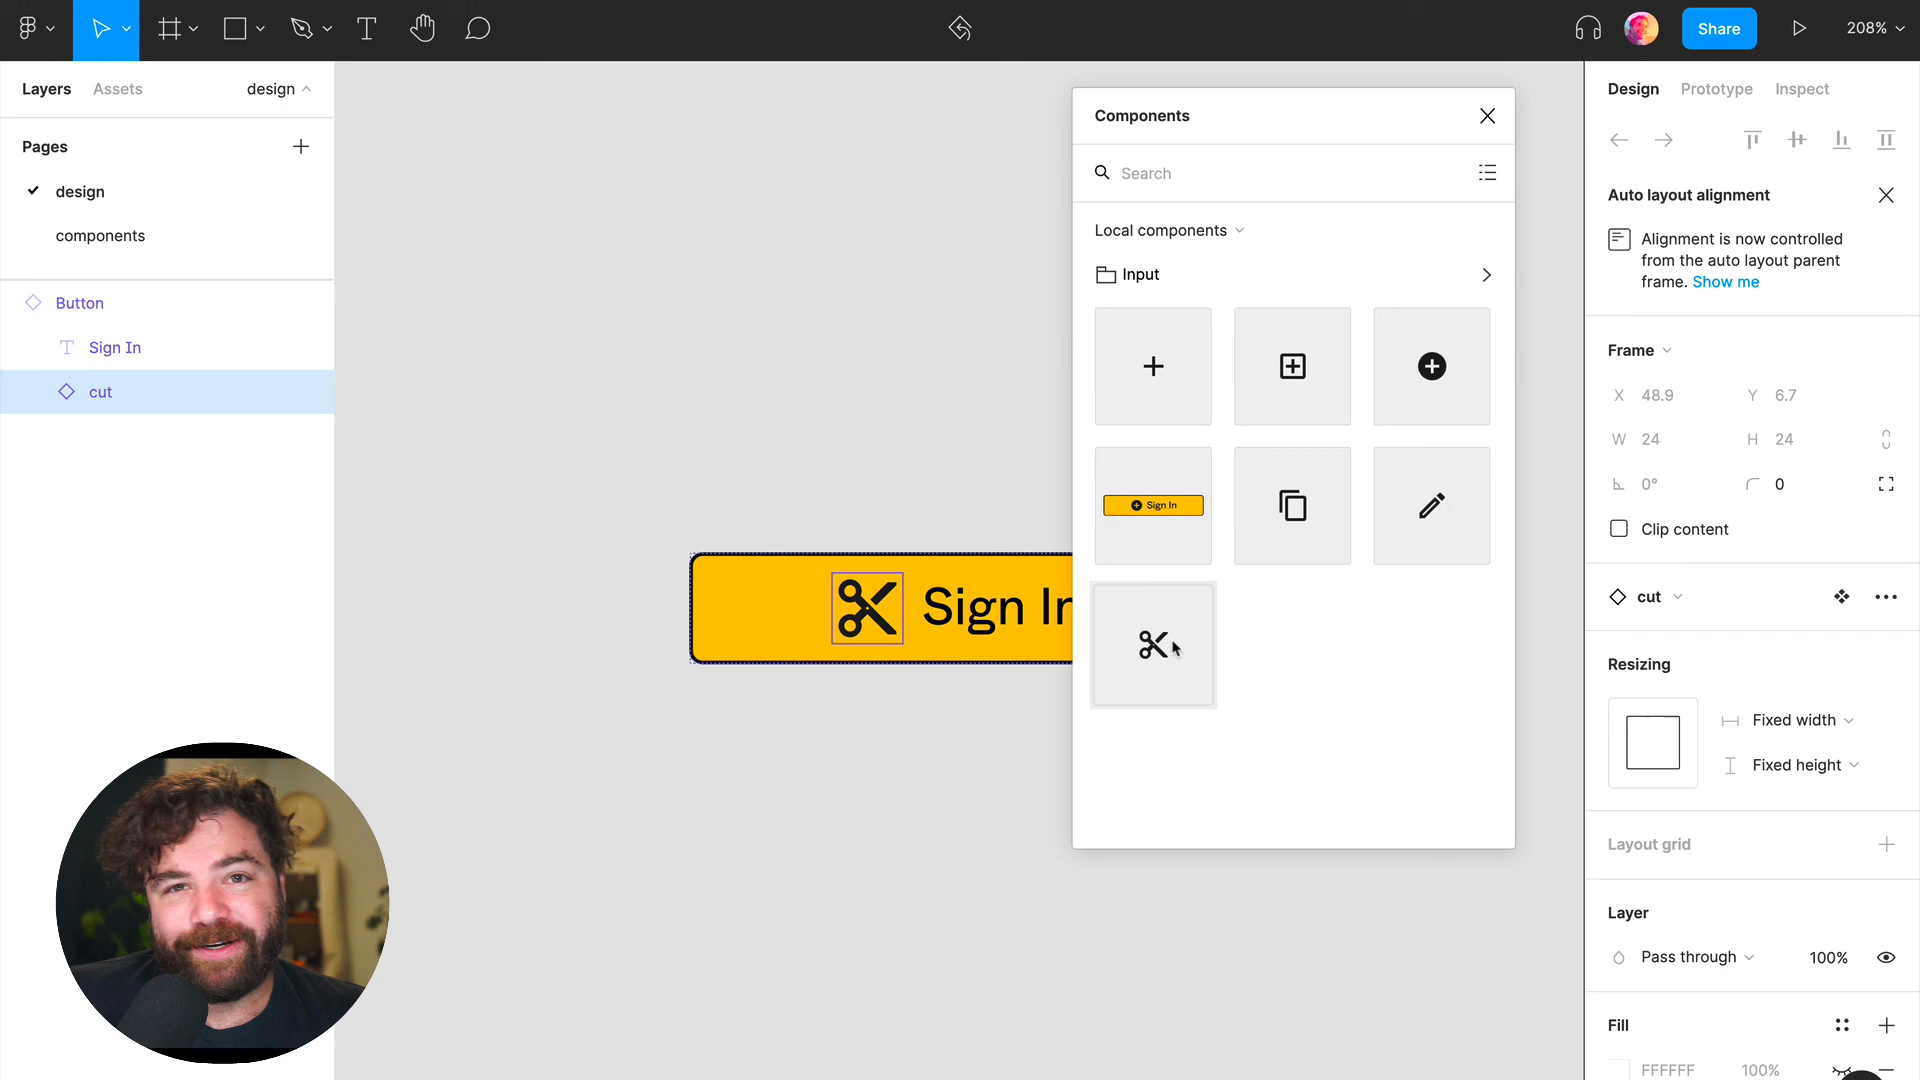 Share
208%
Layers
Assets
design
Pages
design
components
Button
Sign In
cut
Sign In
Components
Search
Local components
Input
Sign In
Design
Prototype
Inspect
Auto layout alignment
Alignment is now controlled
from the auto layout parent
frame. Show me
Frame
X 48.9
Y 6.7
W 24
H 24
0°
0
Clip content
cut
Resizing
Fixed width
Fixed height
Layout grid
Layer
Pass through
100%
Fill
FFFFFF
100%